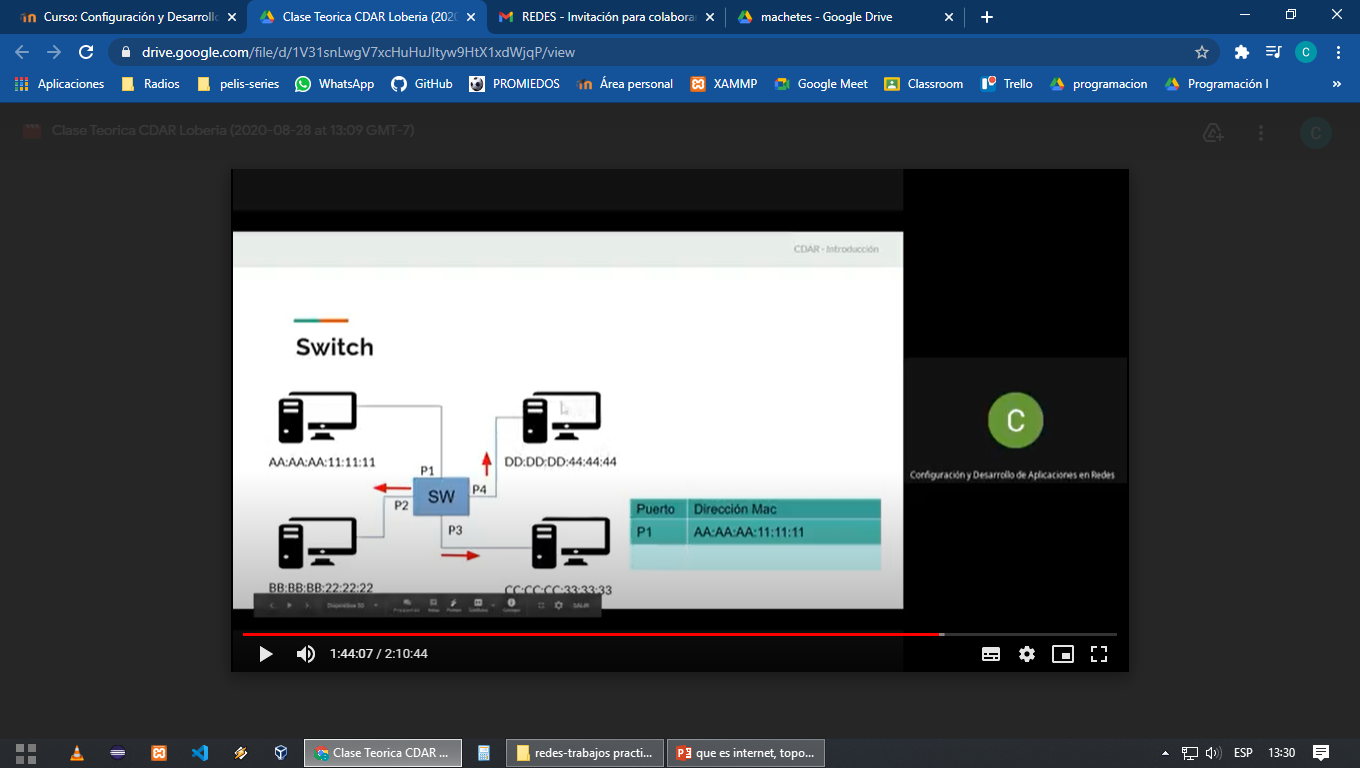 Curso: Configuración y Desarroll
Clase Teorica CDAR Loberia (202
REDES - Invitación para colabora
machetes - Google Drive
drive.google.com/file/d/1V31snLwgV7xcHuHuJltyw9HtX1xdWjqP/view
C
Aplicaciones
Radios
pelis-series
WhatsApp
GitHub
PROMIEDOS
Área personal
XAMMP
Google Meet
Classroom
Trello
programacion
Programación I
»
Clase Teorica CDAR Loberia (2020-08-28 at 13:09 GMT-7)
C
CDAR - Introducción
Switch
AA:AA:AA:11:11:11
DD:DD:DD:44:44:44
P1
SW
P4
P2
P3
BB:BB:BB:22:22:22
CC:CC:CC:33:33:33
Puerto Dirección Mac
P1 AA:AA:AA:11:11:11
C
Configuración y Desarrollo de Aplicaciones en Redes
SALIR
1:44:07 / 2:10:44
Clase Teorica CDAR ...
redes-trabajos practi...
que es internet, topo...
ESP
13:30